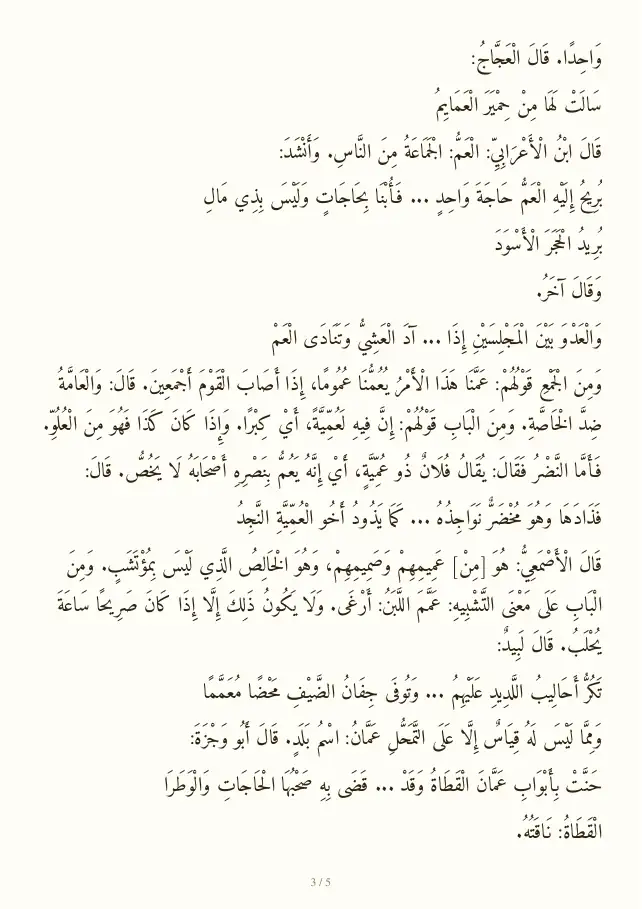 وَاحِدًا. قَالَ الْعَجَّاجُ:
سَالَتْ لَهَا مِنْ حِمْيَرَ الْعَمَايِمُ
قَالَ ابْنُ الْأَعْرَابِيِّ: الْعَمُّ: الْجَمَاعَةُ مِنَ النَّاسِ. وَأَنْشَدَ:
يُرِيحُ إِلَيْهِ الْعَمُّ حَاجَةَ وَاحِدٍ ... فَأُبْنَا بِحَاجَاتٍ وَلَيْسَ بِذِي مَالِ
يُرِيدُ الْحَجَرَ الْأَسْوَدَ
وَقَالَ آخَرُ.
وَالْعَدْوَ بَيْنَ الْمَجْلِسَيْنِ إِذَا ... آدَ الْعَشِيُّ وَتَنَادَى الْعَمْ
وَمِنَ الْجَمْعِ قَوْلُهُمْ: عَمَّنَا هَذَا الْأَمْرُ يُعُمُّنَا عُمُومًا، إِذَا أَصَابَ الْقَوْمَ أَجْمَعِينَ. قَالَ: وَالْعَامَّةُ
ضِدَّ الْخَاصَّةِ. وَمِنَ الْبَابِ قَوْلُهُمْ: إِنَّ فِيهِ لَعُمِّيَّةً، أَيْ كِبْرًا. وَإِذَا كَانَ كَذَا فَهُوَ مِنَ الْعُلُوِّ.
فَأَمَّا النَّضْرُ فَقَالَ: يُقَالُ فُلَانٌ ذُو عُمِّيَّةٍ، أَيْ إِنَّهُ يَعُمُّ بِنَصْرِهِ أَصْحَابَهُ لَا يَخُصُّ. قَالَ:
فَذَادَهَا وَهُوَ مُخْضَرٌّ نَوَاجِذُهُ ... كَمَا يَذُودُ أَخُو الْعُمِّيَّةِ النَّجِدُ
قَالَ الْأَصْمَعِيُّ: هُوَ [مِنْ] عَمِيمِهِمْ وَصَمِيمِهِمْ، وَهُوَ الْخَالِصُ الَّذِي لَيْسَ بِمُؤْتَشَبٍ. وَمِنَ
الْبَابِ عَلَى مَعْنَى التَّشْبِيهِ: عَمَّمَ اللَّبَنُ: أَرْغَى. وَلَا يَكُونُ ذَلِكَ إِلَّا إِذَا كَانَ صَرِيحًا سَاعَةَ
يُحْلَبُ. قَالَ لَبِيدٌ:
تَكُرُّ أَحَالِيبُ اللَّدِيدِ عَلَيْهِمُ ... وَتُوفَى جِفَانُ الضَّيْفِ مَحْضًا مُعَمَّمًا
وَمِمَّا لَيْسَ لَهُ قِيَاسٌ إِلَّا عَلَى التَّمَحُّلِ عَمَّانُ: اسْمُ بَلَدٍ. قَالَ أَبُو وَجْزَةَ:
حَنَّتْ بِأَبْوَابِ عَمَّانَ الْقَطَاةُ وَقَدْ ... قَضَى بِهِ صَحْبُهَا الْحَاجَاتِ وَالْوَطَرَا
الْقَطَاةُ: نَاقَتُهُ.
3 / 5